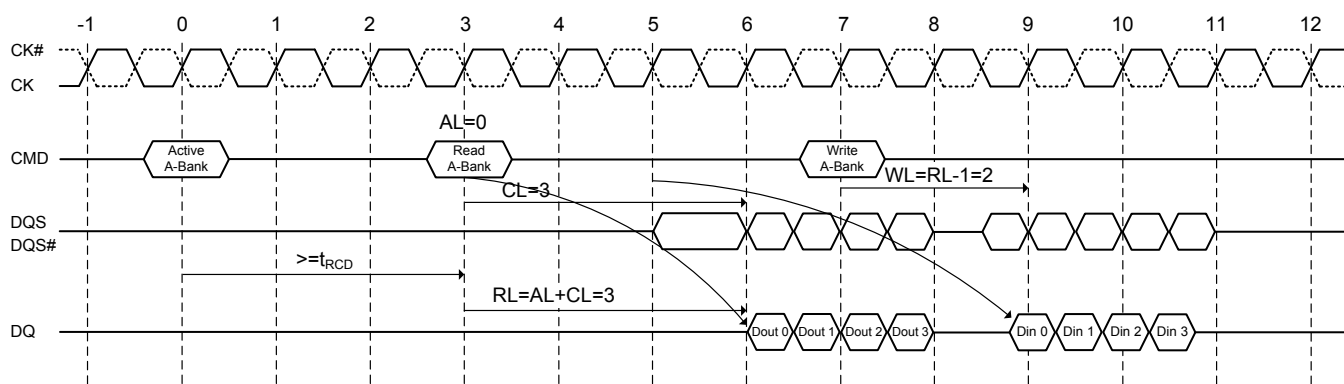 -1 0 1 2 3 4 5 6 7 8 9 10 11 12
CK#
CK
AL=0
CMD
Active
A-Bank
Read
A-Bank
Write
A-Bank
WL=RL-1=2
CL=3
DQS
DQS#
>=tRCD
RL=AL+CL=3
DQ
Dout 0 Dout 1 Dout 2 Dout 3 Din 0 Din 1 Din 2 Din 3